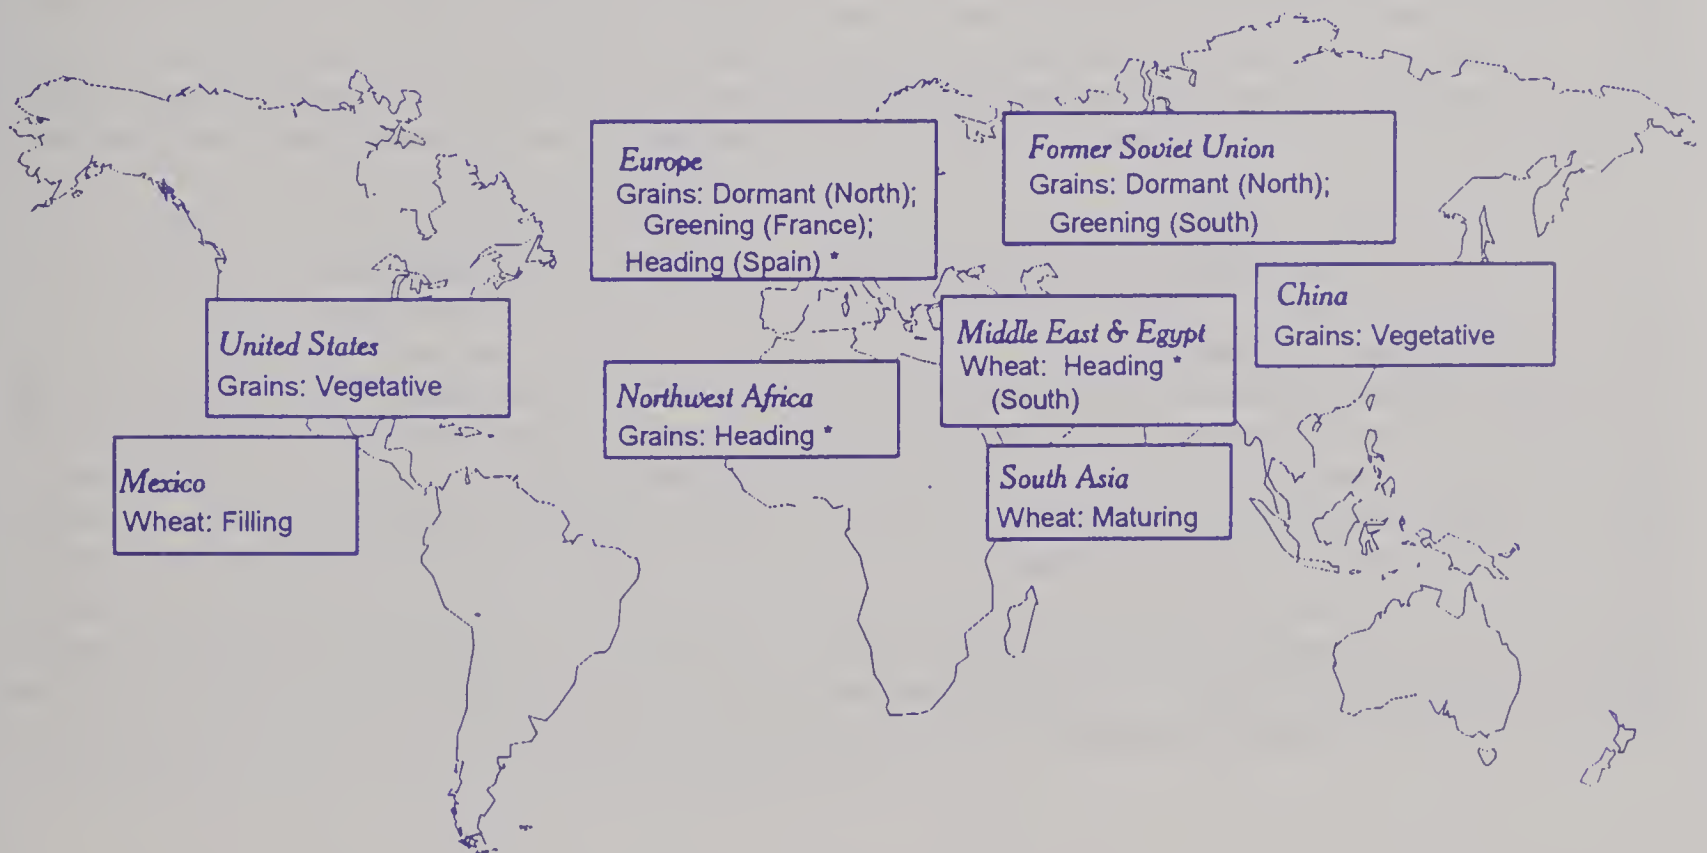 Europe
Grains: Dormant (North);
Greening (France);
Heading (Spain) *
Former Soviet Union
Grains: Dormant (North);
Greening (South)
United States
Grains: Vegetative
Northwest Africa
Grains: Heading *
Middle East & Egypt
Wheat: Heading *
(South)
China
Grains: Vegetative
Mexico
Wheat: Filling
South Asia
Wheat: Maturing